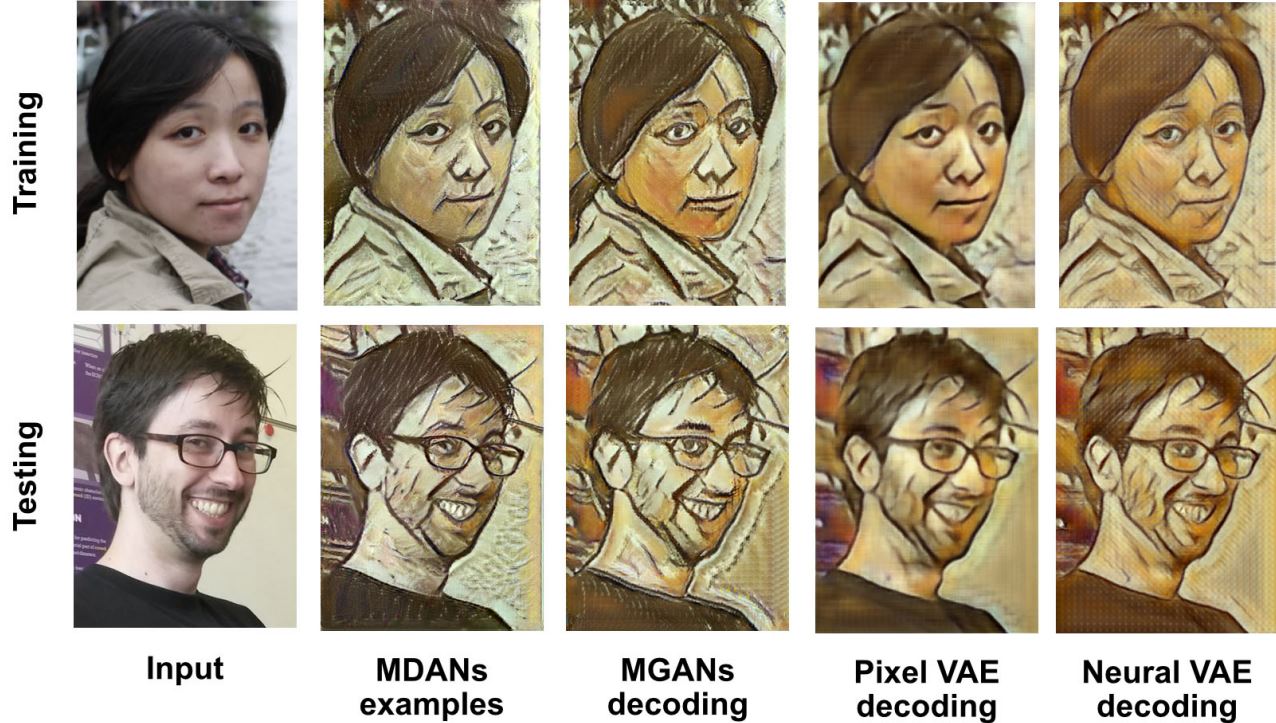 Training
Testing
Input
MDANs
examples
MGANs
decoding
Pixel VAE
decoding
Neural VAE
decoding